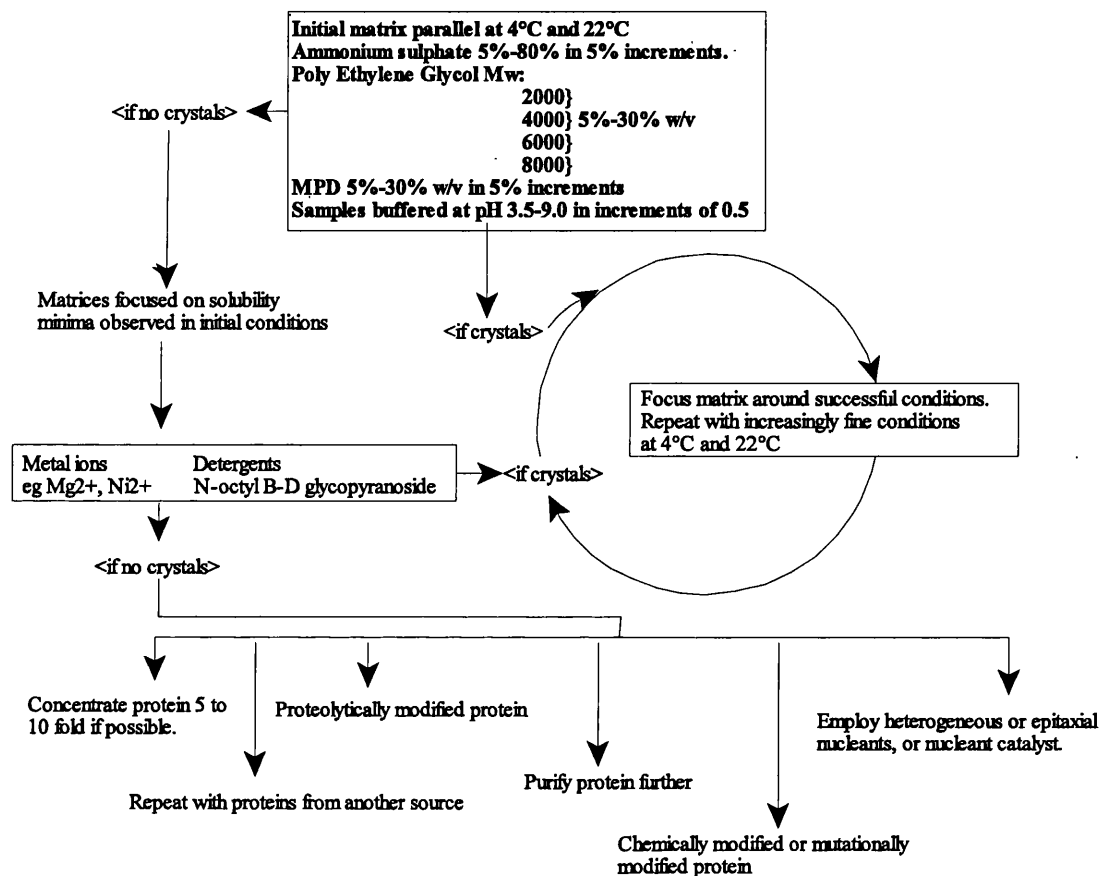 Initial matrix parallel at 4°C and 22°C
Ammonium sulphate 5%-80% in 5% increments.
Poly Ethylene Glycol Mw:
2000}
4000} 5%-30% w/v
6000}
8000}
MPD 5%-30% w/v in 5% increments
Samples buffered at pH 3.5-9.0 in increments of 0.5
<if no crystals>
Matrices focused on solubility
minima observed in initial conditions
<if crystals>
Focus matrix around successful conditions.
Repeat with increasingly fine conditions
at 4°C and 22°C
Metal ions Detergents
eg Mg2+, Ni2+ N-octyl B-D glycopyranoside
<if crystals>
<if no crystals>
Concentrate protein 5 to
10 fold if possible.
Repeat with proteins from another source
Proteolytically modified protein
Purify protein further
Chemically modified or mutationally
modified protein
Employ heterogeneous or epitaxial
nucleants, or nucleant catalyst.